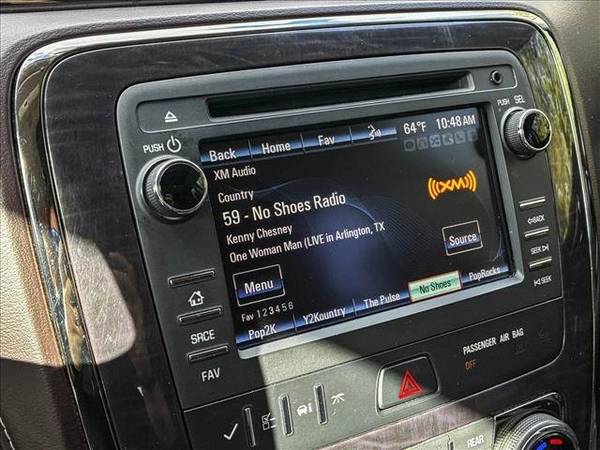 PUSH
SEL
PUSH
Back Home Fav 64°F 10:48 AM
XM Audio
Country
59 - No Shoes Radio
XM
Kenny Chesney
One Woman Man (LIVE in Arlington, TX
Source
Menu
Fav 1 2 3 4 5 6
Pop2K Y2Kountry The Pulse No Shoes PopRocks
BACK
SEEK
SEEK
SRCE
FAV
PASSENGER AIR BAG
OFF
REAR